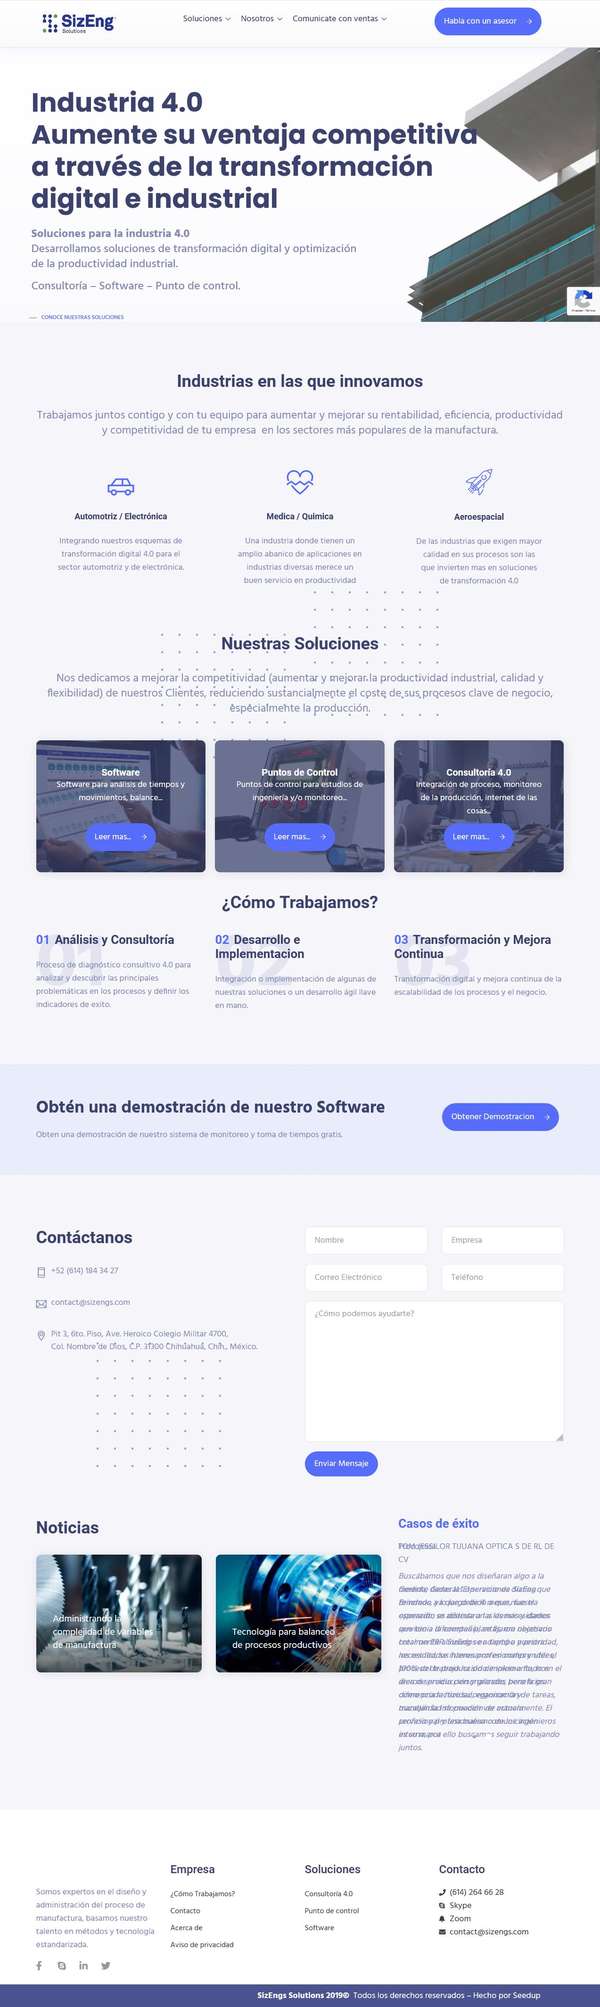 SizEng
Solutions
Soluciones
Nosotros
Comunicate con ventas
Habla con un asesor
Industria 4.0
Aumente su ventaja competitiva
a través de la transformación
digital e industrial
Soluciones para la industria 4.0
Desarrollamos soluciones de transformación digital y optimización
de la productividad industrial.
Consultoría – Software – Punto de control.
CONOCE NUESTRAS SOLUCIONES
Industrias en las que innovamos
Trabajamos juntos contigo y con tu equipo para aumentar y mejorar su rentabilidad, eficiencia, productividad
y competitividad de tu empresa en los sectores más populares de la manufactura.
Automotriz / Electrónica
Integrando nuestros esquemas de
transformación digital 4.0 para el
sector automotriz y de electrónica.
Medica / Quimica
Una industria donde tienen un
amplio abanico de aplicaciones en
industrias diversas merece un
buen servicio en productividad
Aeroespacial
De las industrias que exigen mayor
calidad en sus procesos son las
que invierten mas en soluciones
de transformación 4.0
Nuestras Soluciones
Nos dedicamos a mejorar la competitividad (aumentar y mejorar la productividad industrial, calidad y
flexibilidad) de nuestros Clientes, reduciendo sustancialmente el coste de sus procesos clave de negocio,
especialmente la producción.
Software
Software para análisis de tiempos y
movimientos, balance...
Leer mas...
Puntos de Control
Puntos de control para estudios de
ingeniería y/o monitoreo...
Leer mas...
Consultoría 4.0
Integración de proceso, monitoreo
de la producción, internet de las
cosas...
Leer mas...
¿Cómo Trabajamos?
01 Análisis y Consultoría
01
Proceso de diagnóstico consultivo 4.0 para
analizar y descubrir las principales
problemáticas en los procesos y definir los
indicadores de exito.
02 Desarrollo e
Implementacion
02
Integración o implementación de algunas de
nuestras soluciones o un desarrollo ágil llave
en mano.
03 Transformación y Mejora
Continua
03
Transformación digital y mejora continua de la
escalabilidad de los procesos y el negocio.
Obtén una demostración de nuestro Software
Obten una demostración de nuestro sistema de monitoreo y toma de tiempos gratis.
Obtener Demostracion
Contáctanos
+52 (614) 184 34 27
contact@sizengs.com
Pit 3, 6to. Piso, Ave. Heroico Colegio Militar 4700,
Col. Nombre de Dios, C.P. 31300 Chihuahua, Chih., México.
Nombre
Empresa
Correo Electrónico
Teléfono
¿Cómo podemos ayudarte?
Enviar Mensaje
Noticias
Administrando la
complejidad de variables
de manufactura
Tecnología para balanceo
de procesos productivos
Casos de éxito
TIJUANA OPTICA S DE RL DE
CV
Buscábamos que nos diseñaran algo a la
seguir trabajando
juntos.
Somos expertos en el diseño y
administración del proceso de
manufactura, basamos nuestro
talento en métodos y tecnología
estandarizada.
Empresa
¿Cómo Trabajamos?
Contacto
Acerca de
Aviso de privacidad
Soluciones
Consultoría 4.0
Punto de control
Software
Contacto
(614) 264 66 28
Skype
Zoom
contact@sizengs.com
SizEngs Solutions 2019© Todos los derechos reservados – Hecho por Seedup